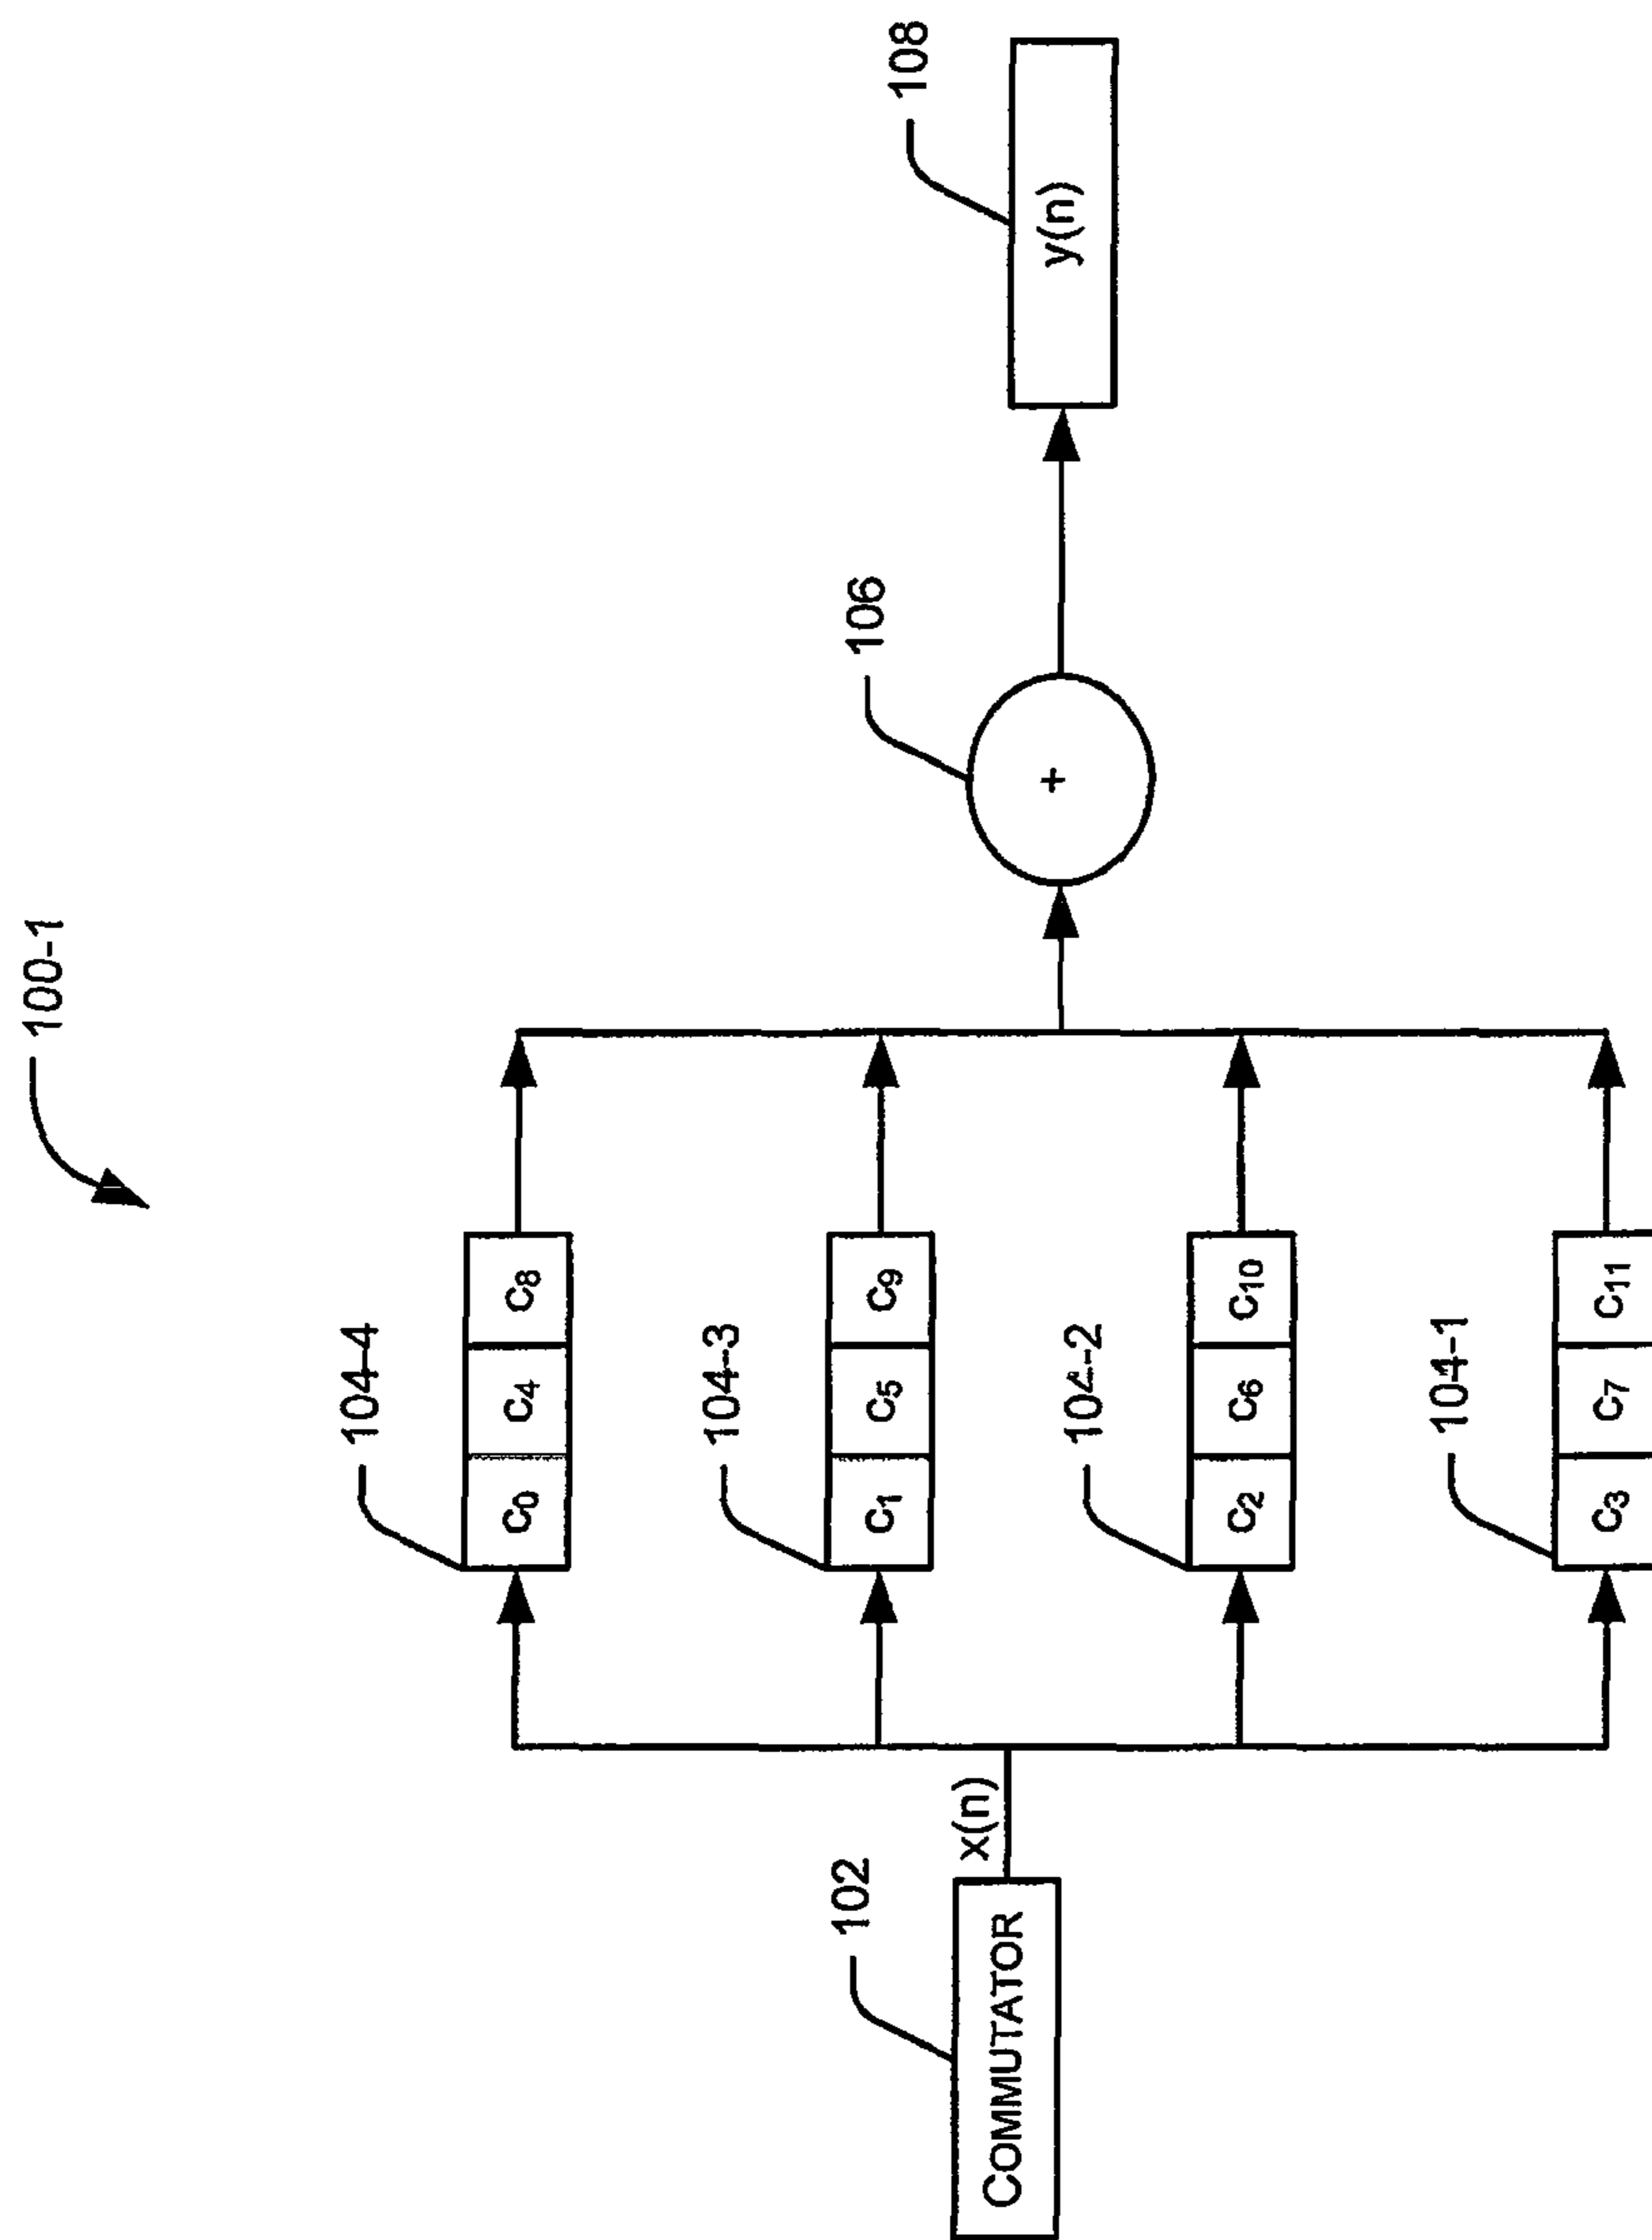 100-1
104-4
C0 C4 C8
104-3
C1 C5 C9
104-2
C2 C6 C10
104-1
C3 C7 C11
102
COMMUTATOR
x(n)
106
+
108
y(n)